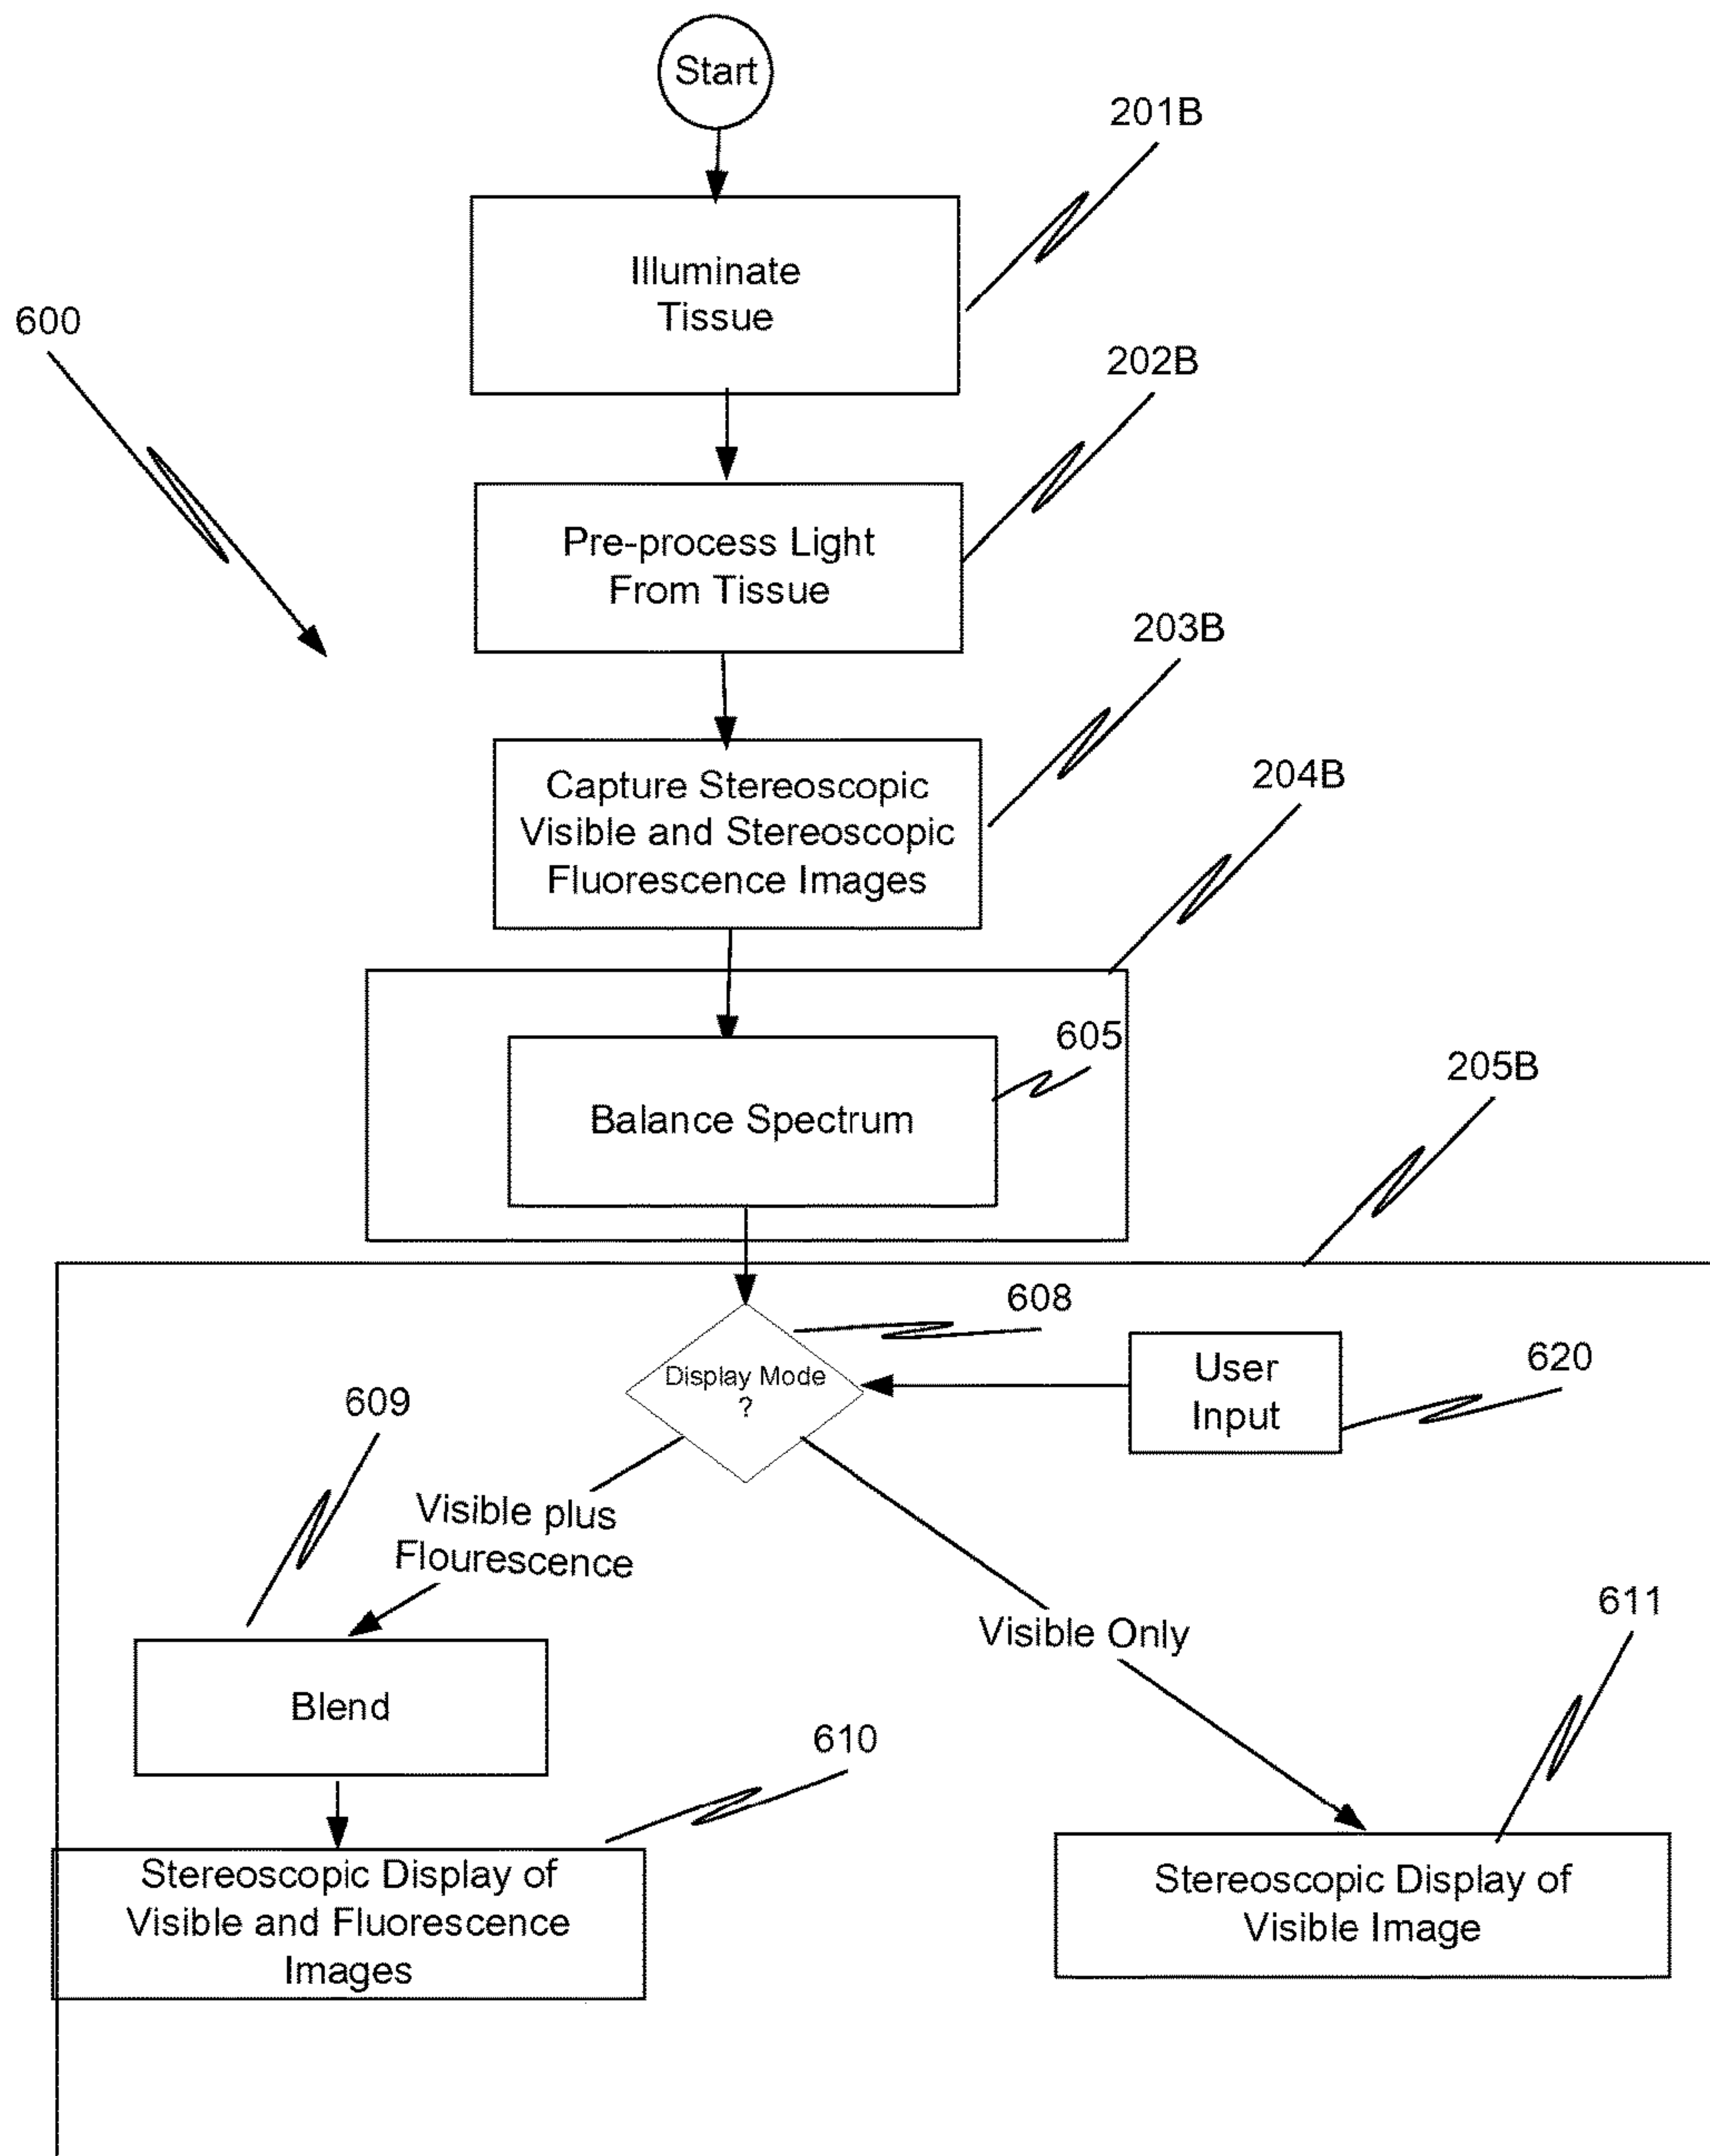 Start
201B
Illuminate
Tissue
600
202B
Pre-process Light
From Tissue
203B
Capture Stereoscopic
Visible and Stereoscopic
Fluorescence Images
204B
605
Balance Spectrum
205B
608
Display Mode
?
User
Input
620
609
Visible plus
Flourescence
Visible Only
611
Blend
610
Stereoscopic Display of
Visible and Fluorescence
Images
Stereoscopic Display of
Visible Image